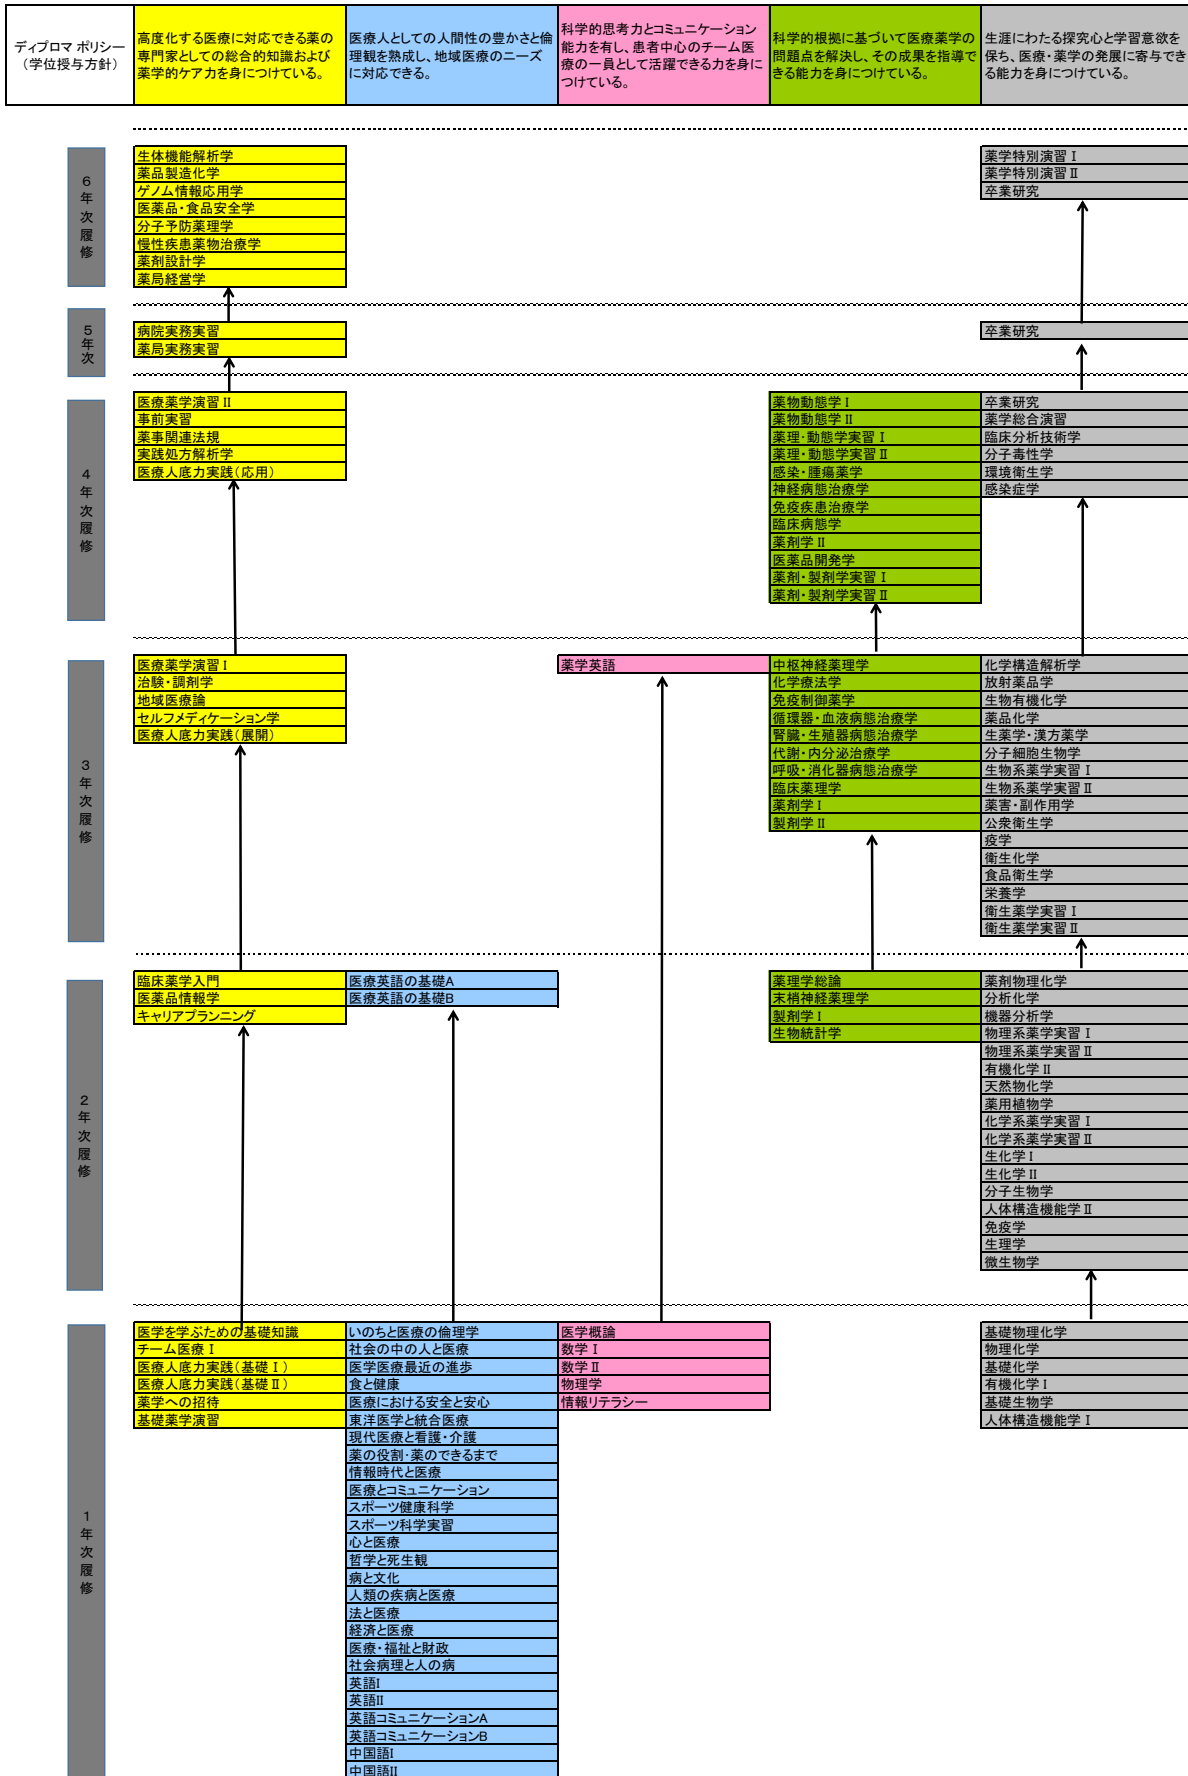 ディプロマ ポリシー
（学位授与方針）
高度化する医療に対応できる薬の
専門家としての総合的知識および
薬学的ケア力を身につけている。
医療人としての人間性の豊かさと倫
理観を熟成し、地域医療のニーズ
に対応できる。
科学的思考力とコミュニケーション
能力を有し、患者中心のチーム医
療の一員として活躍できる力を身に
つけている。
科学的根拠に基づいて医療薬学の
問題点を解決し、その成果を指導で
きる能力を身につけている。
生涯にわたる探究心と学習意欲を
保ち、医療・薬学の発展に寄与でき
る能力を身につけている。
6年次履修
生体機能解析学
薬品製造化学
ゲノム情報応用学
医薬品・食品安全学
分子予防薬理学
慢性疾患薬物治療学
薬剤設計学
薬局経営学
薬学特別演習Ⅰ
薬学特別演習Ⅱ
卒業研究
5年次
病院実務実習
薬局実務実習
卒業研究
4年次履修
医療薬学演習Ⅱ
事前実習
薬事関連法規
実践処方解析学
医療人底力実践（応用）
薬物動態学Ⅰ
薬物動態学Ⅱ
薬理・動態学実習Ⅰ
薬理・動態学実習Ⅱ
感染・腫瘍薬学
神経病態治療学
免疫疾患治療学
臨床病態学
薬剤学Ⅱ
医薬品開発学
薬剤・製剤学実習Ⅰ
薬剤・製剤学実習Ⅱ
卒業研究
薬学総合演習
臨床分析技術学
分子毒性学
環境衛生学
感染症学
3年次履修
医療薬学演習Ⅰ
治験・調剤学
地域医療論
セルフメディケーション学
医療人底力実践（展開）
薬学英語
中枢神経薬理学
化学療法学
免疫制御薬学
循環器・血液病態治療学
腎臓・生殖器病態治療学
代謝・内分泌治療学
呼吸・消化器病態治療学
臨床薬理学
薬剤学Ⅰ
製剤学Ⅱ
化学構造解析学
放射薬品学
生物有機化学
薬品化学
生薬学・漢方薬学
分子細胞生物学
生物系薬学実習Ⅰ
生物系薬学実習Ⅱ
薬害・副作用学
公衆衛生学
疫学
衛生化学
食品衛生学
栄養学
衛生薬学実習Ⅰ
衛生薬学実習Ⅱ
2年次履修
臨床薬学入門
医薬品情報学
キャリアプランニング
医療英語の基礎A
医療英語の基礎B
薬理学総論
末梢神経薬理学
製剤学Ⅰ
生物統計学
薬剤物理化学
分析化学
機器分析学
物理系薬学実習Ⅰ
物理系薬学実習Ⅱ
有機化学Ⅱ
天然物化学
薬用植物学
化学系薬学実習Ⅰ
化学系薬学実習Ⅱ
生化学Ⅰ
生化学Ⅱ
分子生物学
人体構造機能学Ⅱ
免疫学
生理学
微生物学
1年次履修
医学を学ぶための基礎知識
チーム医療Ⅰ
医療人底力実践（基礎Ⅰ）
医療人底力実践（基礎Ⅱ）
薬学への招待
基礎薬学演習
いのちと医療の倫理学
社会の中の人と医療
医学医療最近の進歩
食と健康
医療における安全と安心
東洋医学と統合医療
現代医療と看護・介護
薬の役割・薬のできるまで
情報時代と医療
医療とコミュニケーション
スポーツ健康科学
スポーツ科学実習
心と医療
哲学と死生観
病と文化
人類の疾病と医療
法と医療
経済と医療
医療・福祉と財政
社会病理と人の病
英語I
英語II
英語コミュニケーションA
英語コミュニケーションB
中国語I
中国語II
医学概論
数学Ⅰ
数学Ⅱ
物理学
情報リテラシー
基礎物理化学
物理化学
基礎化学
有機化学Ⅰ
基礎生物学
人体構造機能学Ⅰ